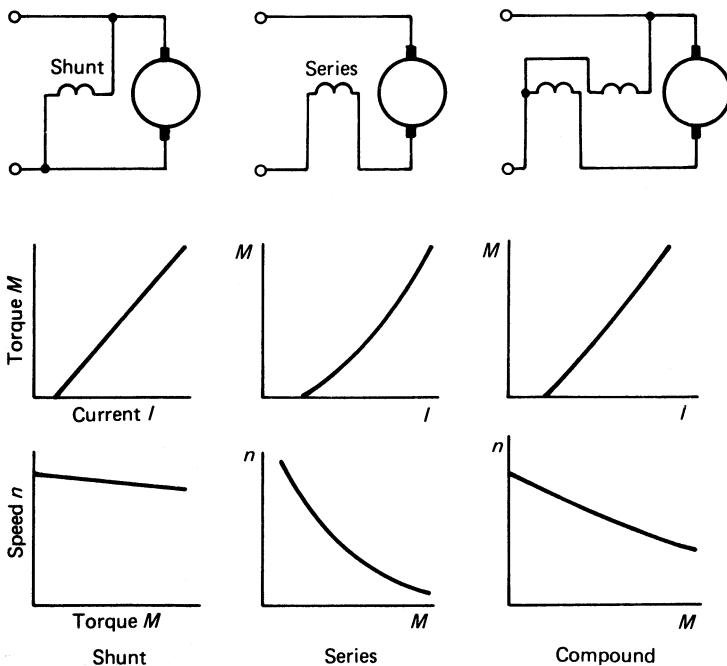 Shunt
Series
Torque M
Current I
M
I
M
I
Speed n
Torque M
n
M
n
M
Shunt
Series
Compound